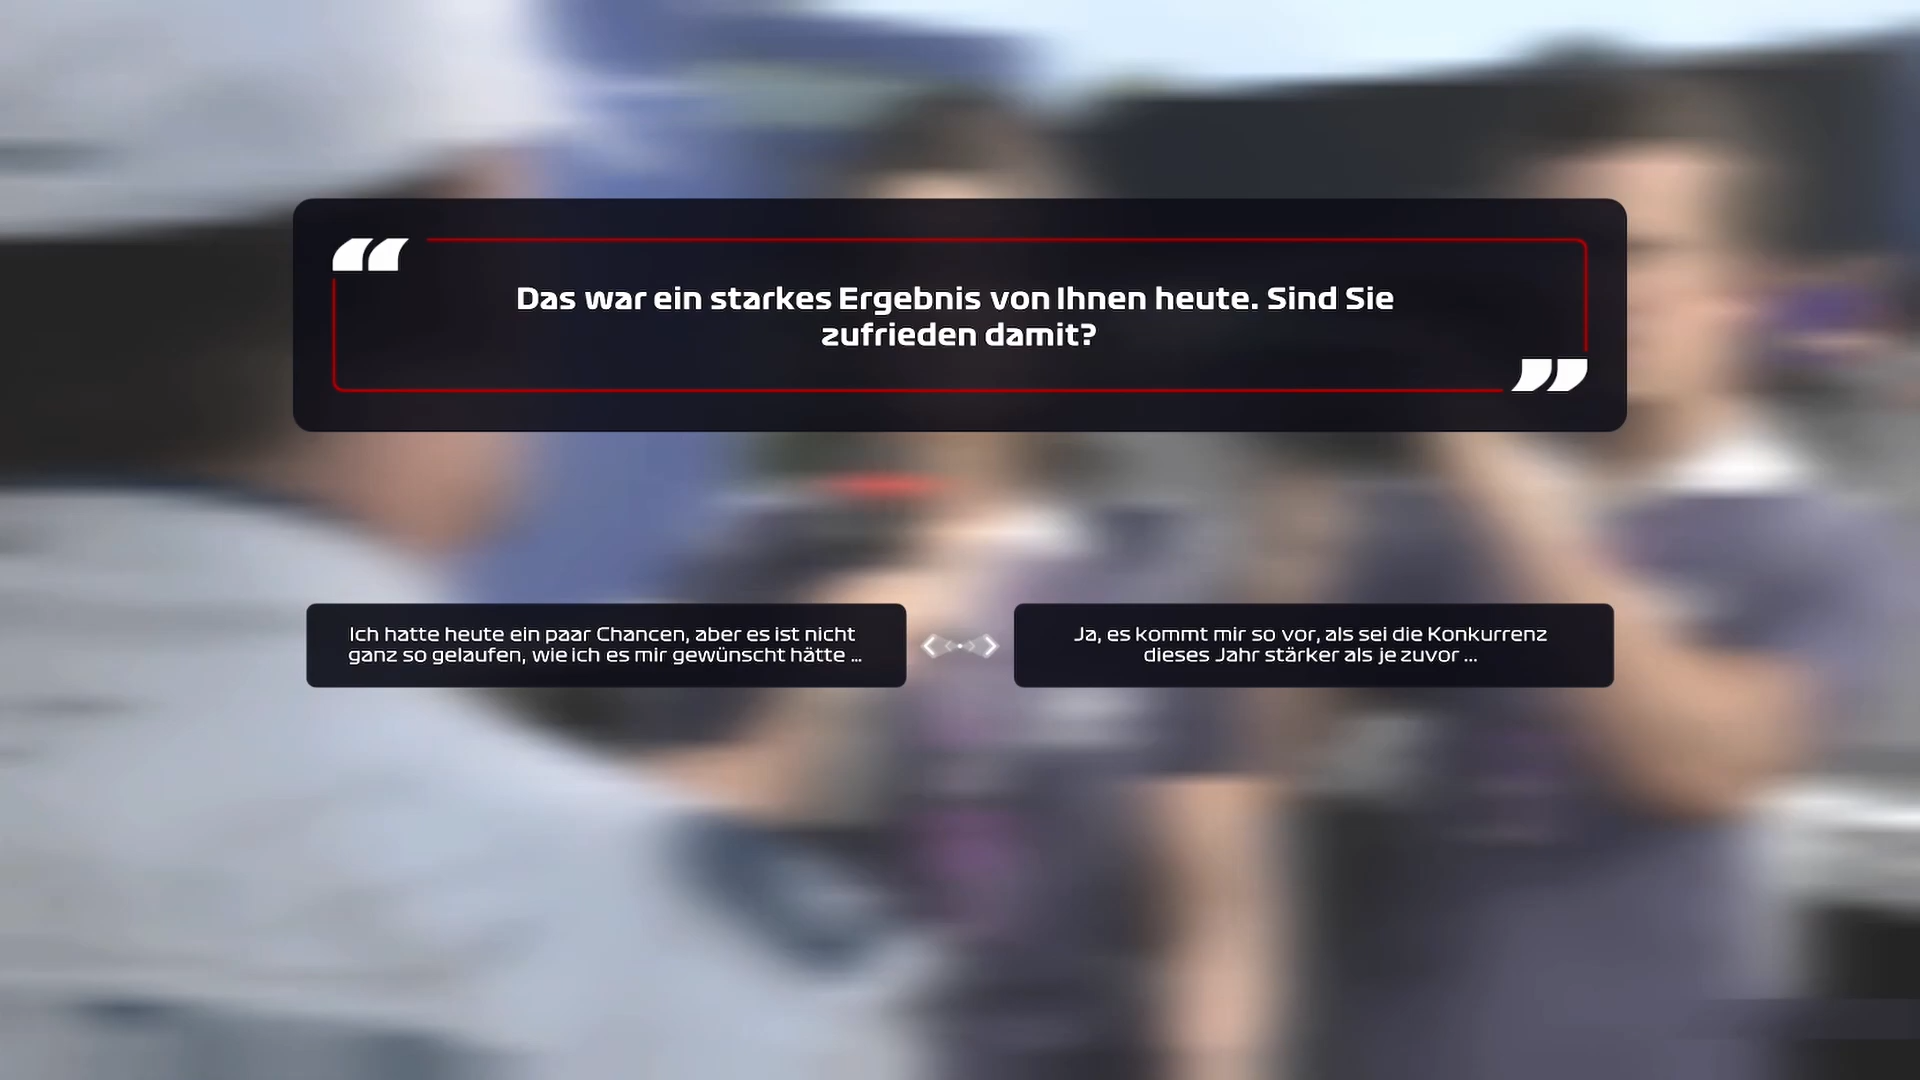 Das war ein starkes Ergebnis von Ihnen heute. Sind Sie
zufrieden damit?
Ich hatte heute ein paar Chancen, aber es ist nicht
ganz so gelaufen, wie ich es mir gewünscht hätte ...
Ja, es kommt mir so vor, als sei die Konkurrenz
dieses Jahr stärker als je zuvor ...